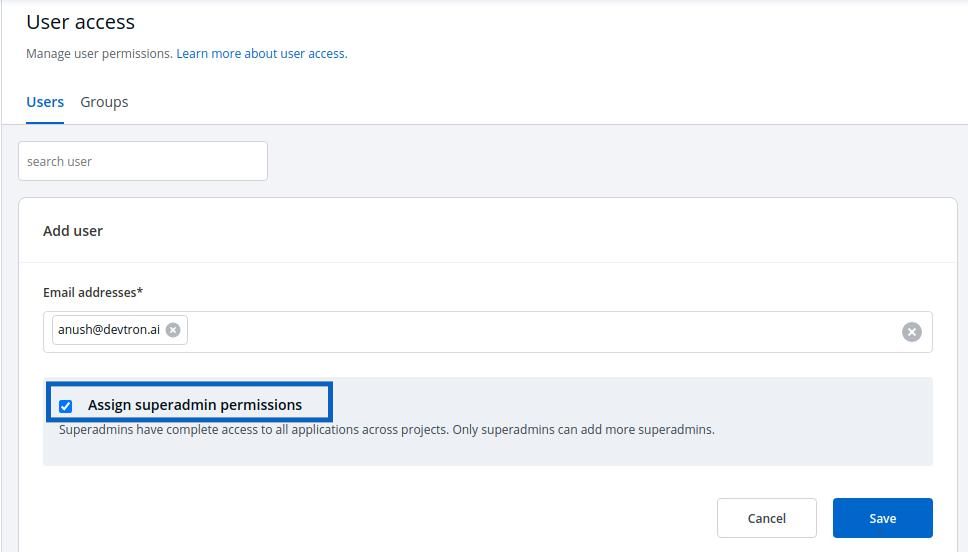 User access
Manage user permissions. Learn more about user access.
Users Groups
search user
Add user
Email addresses*
anush@devtron.ai
Assign superadmin permissions
Superadmins have complete access to all applications across projects. Only superadmins can add more superadmins.
Cancel Save